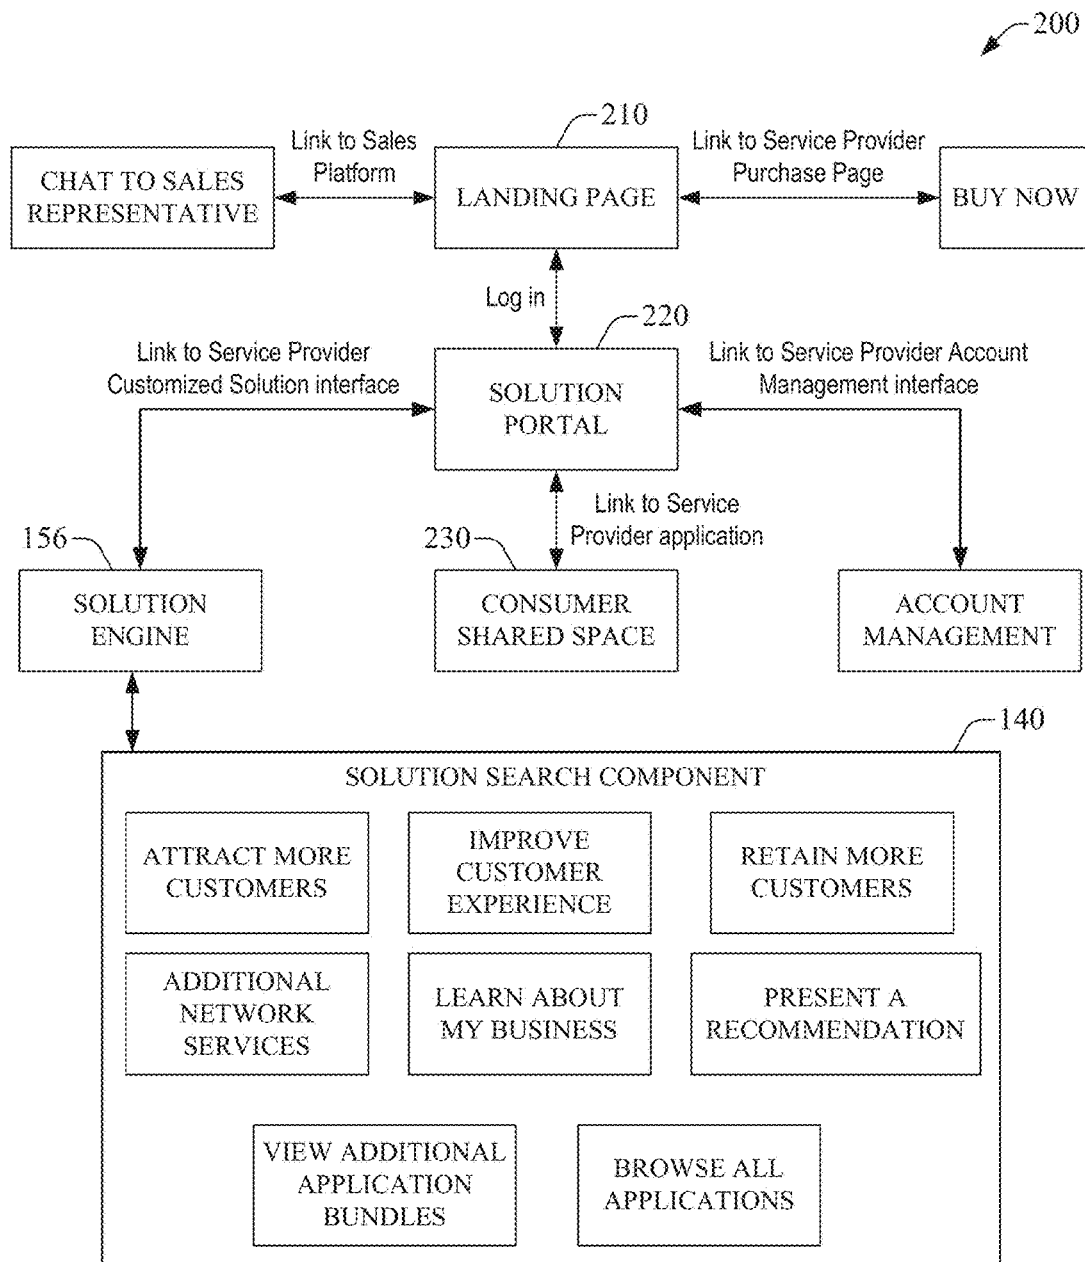 200
210
Link to Sales
Platform
Link to Service Provider
Purchase Page
CHAT TO SALES
REPRESENTATIVE
LANDING PAGE
BUY NOW
Log in
220
Link to Service Provider
Customized Solution interface
Link to Service Provider Account
Management interface
SOLUTION
PORTAL
Link to Service
Provider application
156
230
SOLUTION
ENGINE
CONSUMER
SHARED SPACE
ACCOUNT
MANAGEMENT
140
SOLUTION SEARCH COMPONENT
ATTRACT MORE
CUSTOMERS
IMPROVE
CUSTOMER
EXPERIENCE
RETAIN MORE
CUSTOMERS
ADDITIONAL
NETWORK
SERVICES
LEARN ABOUT
MY BUSINESS
PRESENT A
RECOMMENDATION
VIEW ADDITIONAL
APPLICATION
BUNDLES
BROWSE ALL
APPLICATIONS